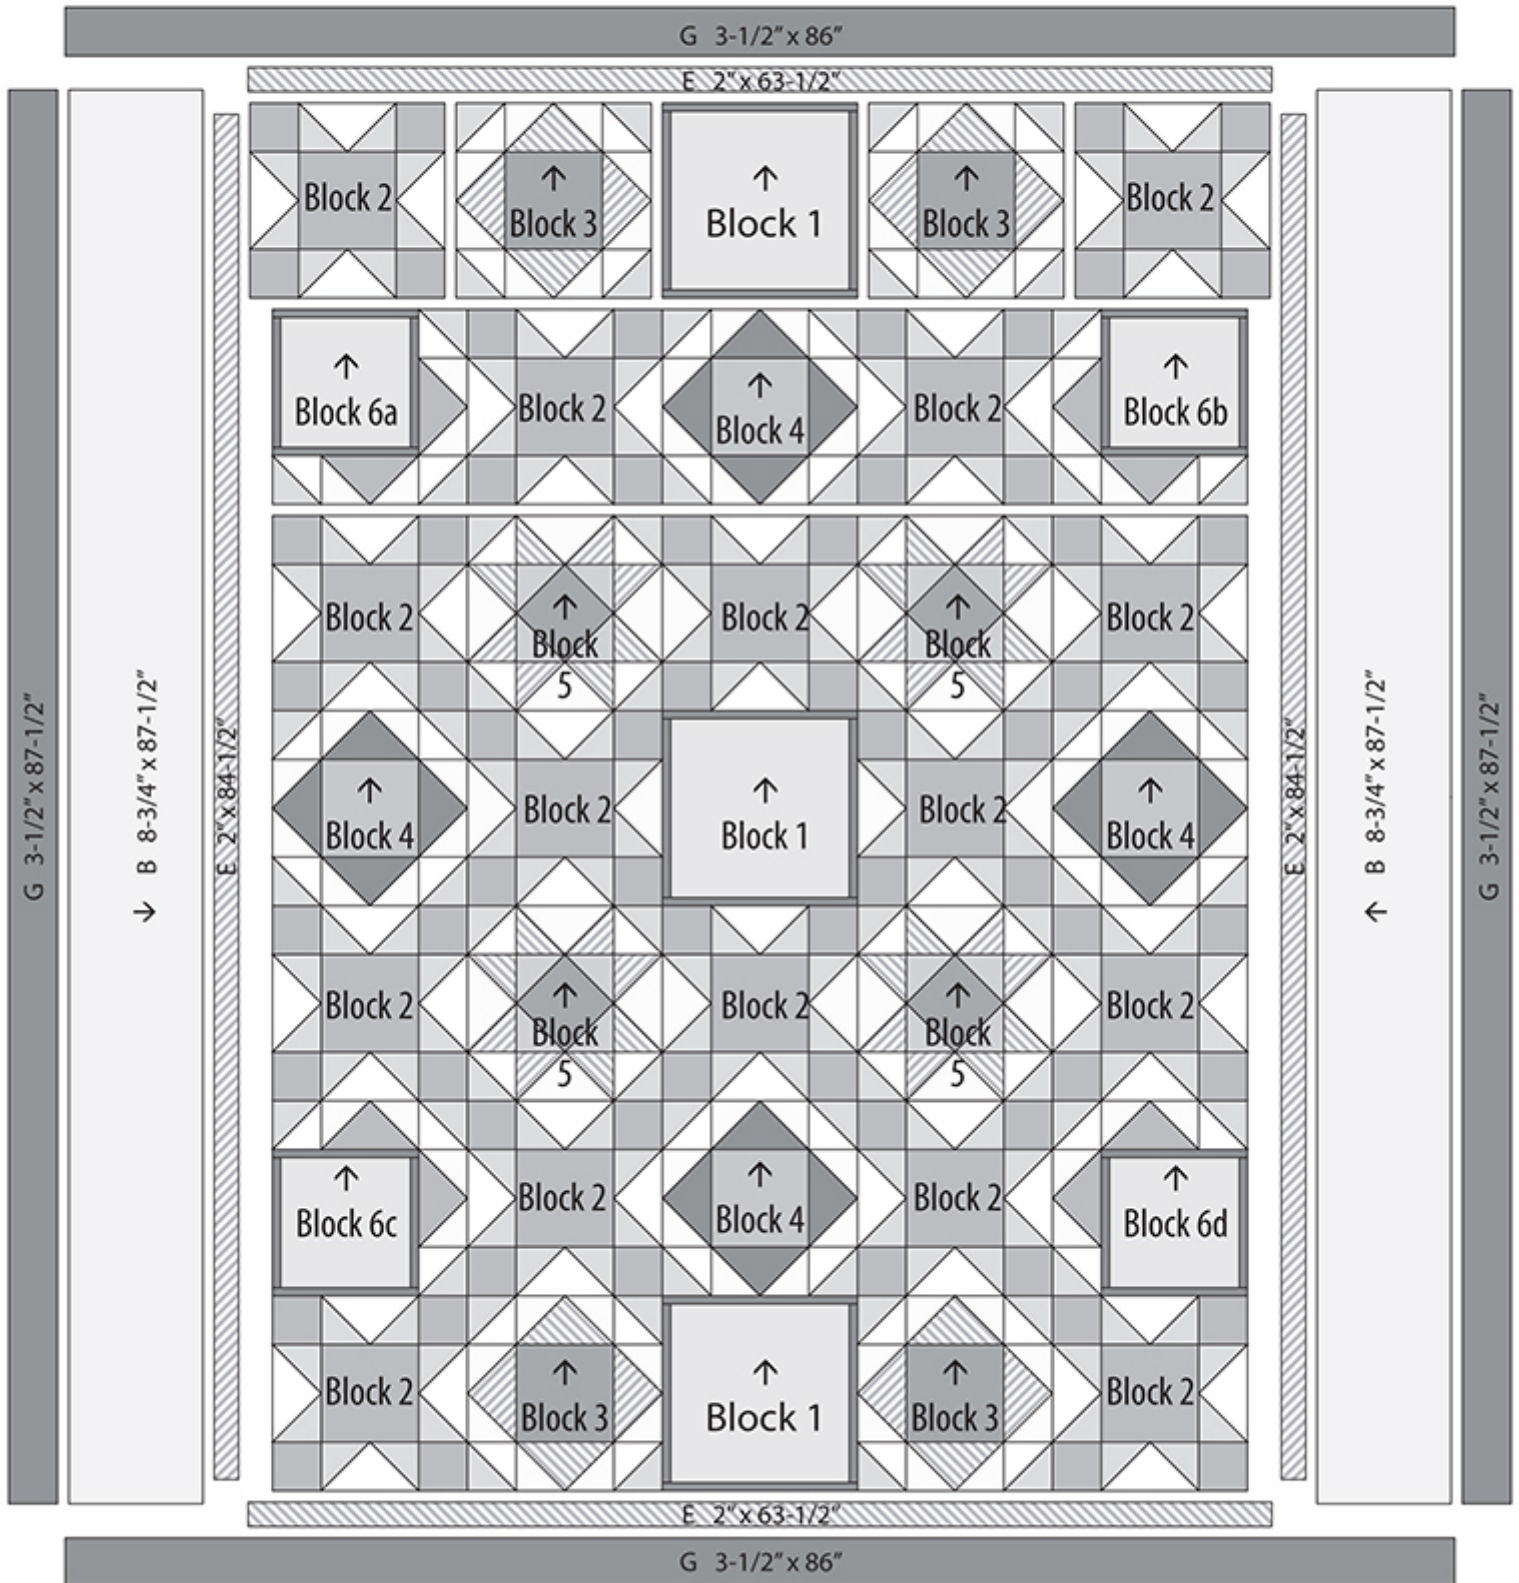 G 3-1/2" x 86"
E 2" x 63-1/2"
Block 2
↑
Block 3
↑
Block 1
↑
Block 3
Block 2
↑
Block 6a
Block 2
↑
Block 4
Block 2
↑
Block 6b
Block 2
↑
Block
5
Block 2
↑
Block
5
Block 2
G 3-1/2" x 87-1/2"
↓ B 8-3/4" x 87-1/2"
E 2" x 84-1/2"
↑
Block 4
Block 2
↑
Block 1
Block 2
↑
Block 4
E 2" x 84-1/2"
↑ B 8-3/4" x 87-1/2"
G 3-1/2" x 87-1/2"
Block 2
↑
Block
5
Block 2
↑
Block
5
Block 2
↑
Block 6c
Block 2
↑
Block 4
Block 2
↑
Block 6d
Block 2
↑
Block 3
↑
Block 1
↑
Block 3
Block 2
E 2" x 63-1/2"
G 3-1/2" x 86"